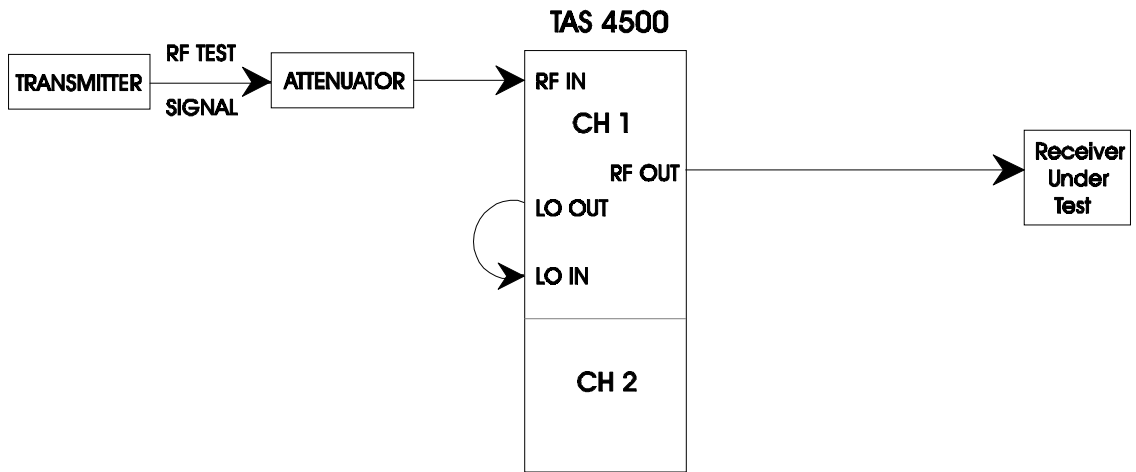 TAS 4500
RF TEST
SIGNAL
TRANSMITTER
ATTENUATOR
RF IN
CH 1
RF OUT
LO OUT
LO IN
CH 2
Receiver
Under
Test